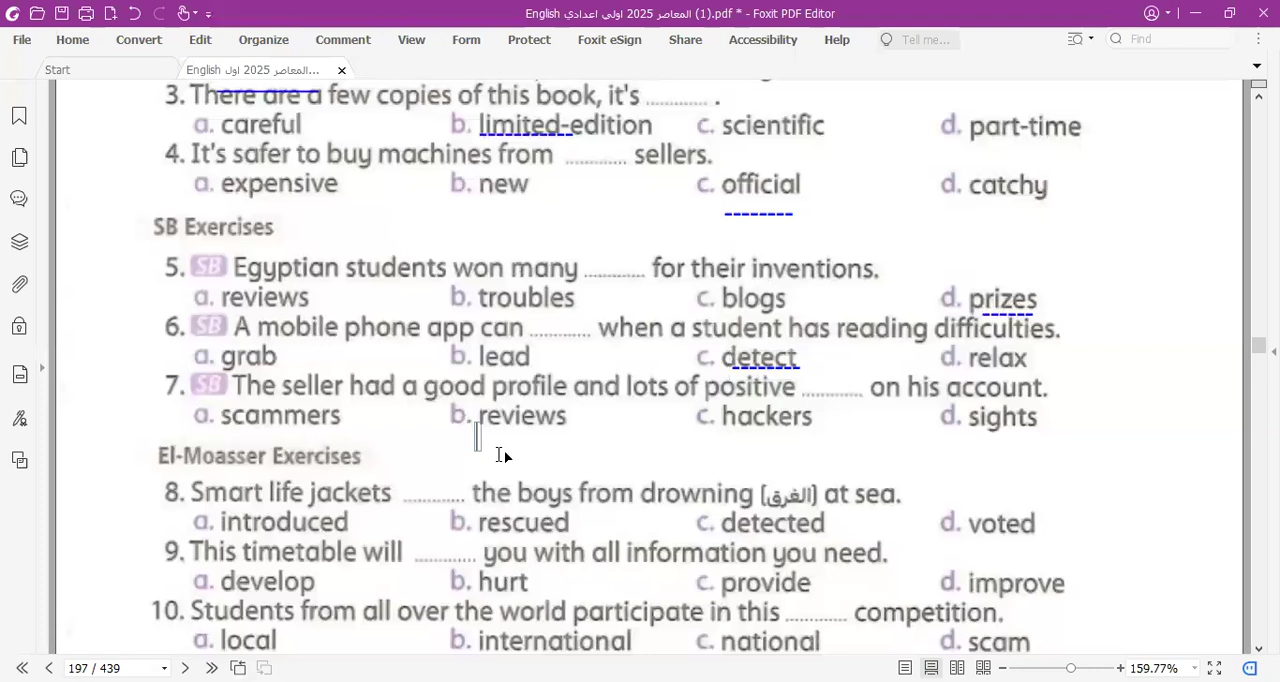 English المعاصر 2025 اولي اعدادي (1).pdf * - Foxit PDF Editor
File Home Convert Edit Organize Comment View Form Protect Foxit eSign Share Accessibility Help Tell me... Find
Start English المعاصر 2025 اول...
3. There are a few copies of this book, it's ............ .
a. careful b. limited-edition c. scientific d. part-time
4. It's safer to buy machines from ............ sellers.
a. expensive b. new c. official d. catchy
SB Exercises
5. SB Egyptian students won many ............ for their inventions.
a. reviews b. troubles c. blogs d. prizes
6. SB A mobile phone app can ............ when a student has reading difficulties.
a. grab b. lead c. detect d. relax
7. SB The seller had a good profile and lots of positive ............ on his account.
a. scammers b. reviews c. hackers d. sights
El-Moasser Exercises
8. Smart life jackets ............ the boys from drowning (الغرق) at sea.
a. introduced b. rescued c. detected d. voted
9. This timetable will ............ you with all information you need.
a. develop b. hurt c. provide d. improve
10. Students from all over the world participate in this ............ competition.
a. local b. international c. national d. scam
197 / 439 159.77%